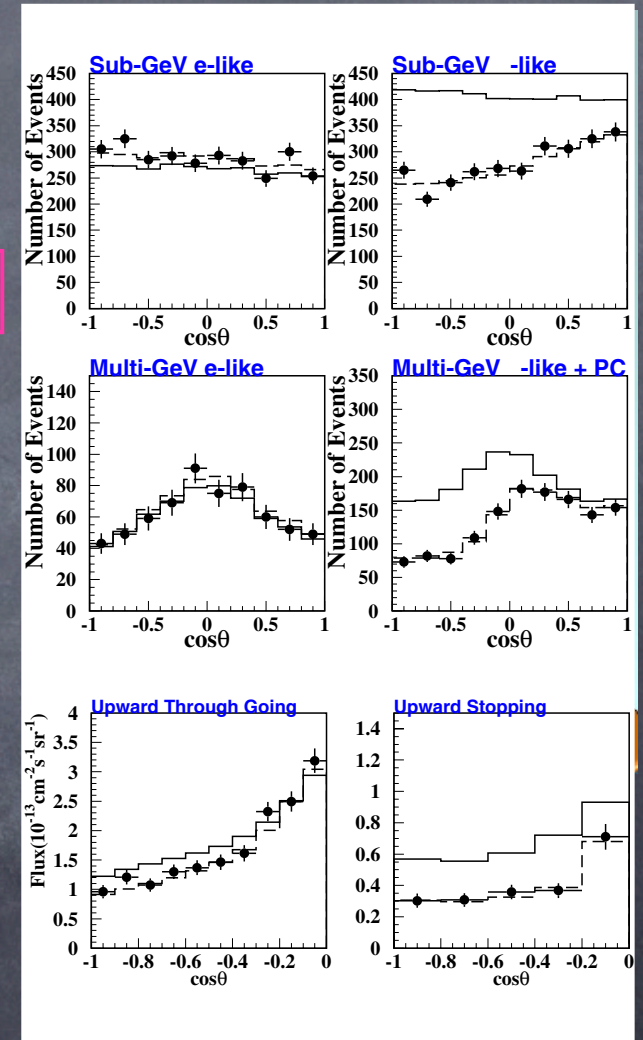 Sub-GeV e-like
Number of Events
450
400
350
300
250
200
150
100
50
0
-1 -0.5 0 0.5 1
cosθ
Sub-GeV -like
Number of Events
450
400
350
300
250
200
150
100
50
0
-1 -0.5 0 0.5 1
cosθ
Multi-GeV e-like
Number of Events
140
120
100
80
60
40
20
0
-1 -0.5 0 0.5 1
cosθ
Multi-GeV -like + PC
Number of Events
350
300
250
200
150
100
50
0
-1 -0.5 0 0.5 1
cosθ
Upward Through Going
Flux(10⁻¹³cm⁻²s⁻¹sr⁻¹)
4
3.5
3
2.5
2
1.5
1
0.5
0
-1 -0.8 -0.6 -0.4 -0.2 0
cosθ
Upward Stopping
1.4
1.2
1
0.8
0.6
0.4
0.2
0
-1 -0.8 -0.6 -0.4 -0.2 0
cosθ